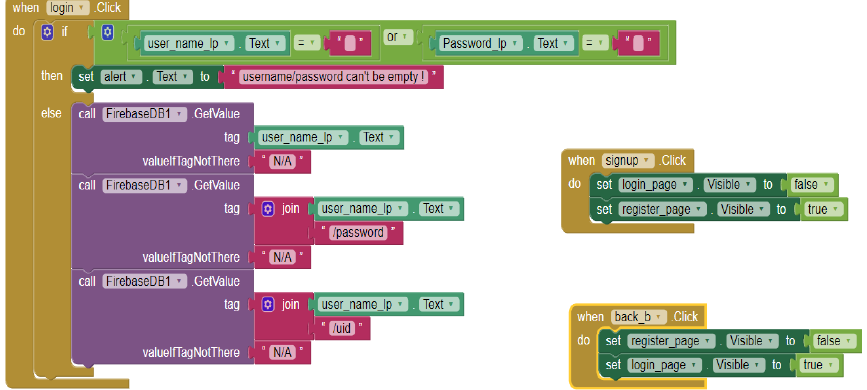 when login .Click
do if user_name_lp . Text = " " or Password_lp . Text = " "
then set alert . Text to " username/password can't be empty ! "
else call FirebaseDB1 .GetValue
tag user_name_lp . Text
valueIfTagNotThere " N/A "
call FirebaseDB1 .GetValue
tag join user_name_lp . Text
" /password "
valueIfTagNotThere " N/A "
call FirebaseDB1 .GetValue
tag join user_name_lp . Text
" /uid "
valueIfTagNotThere " N/A "
when signup .Click
do set login_page . Visible to false
set register_page . Visible to true
when back_b .Click
do set register_page . Visible to false
set login_page . Visible to true